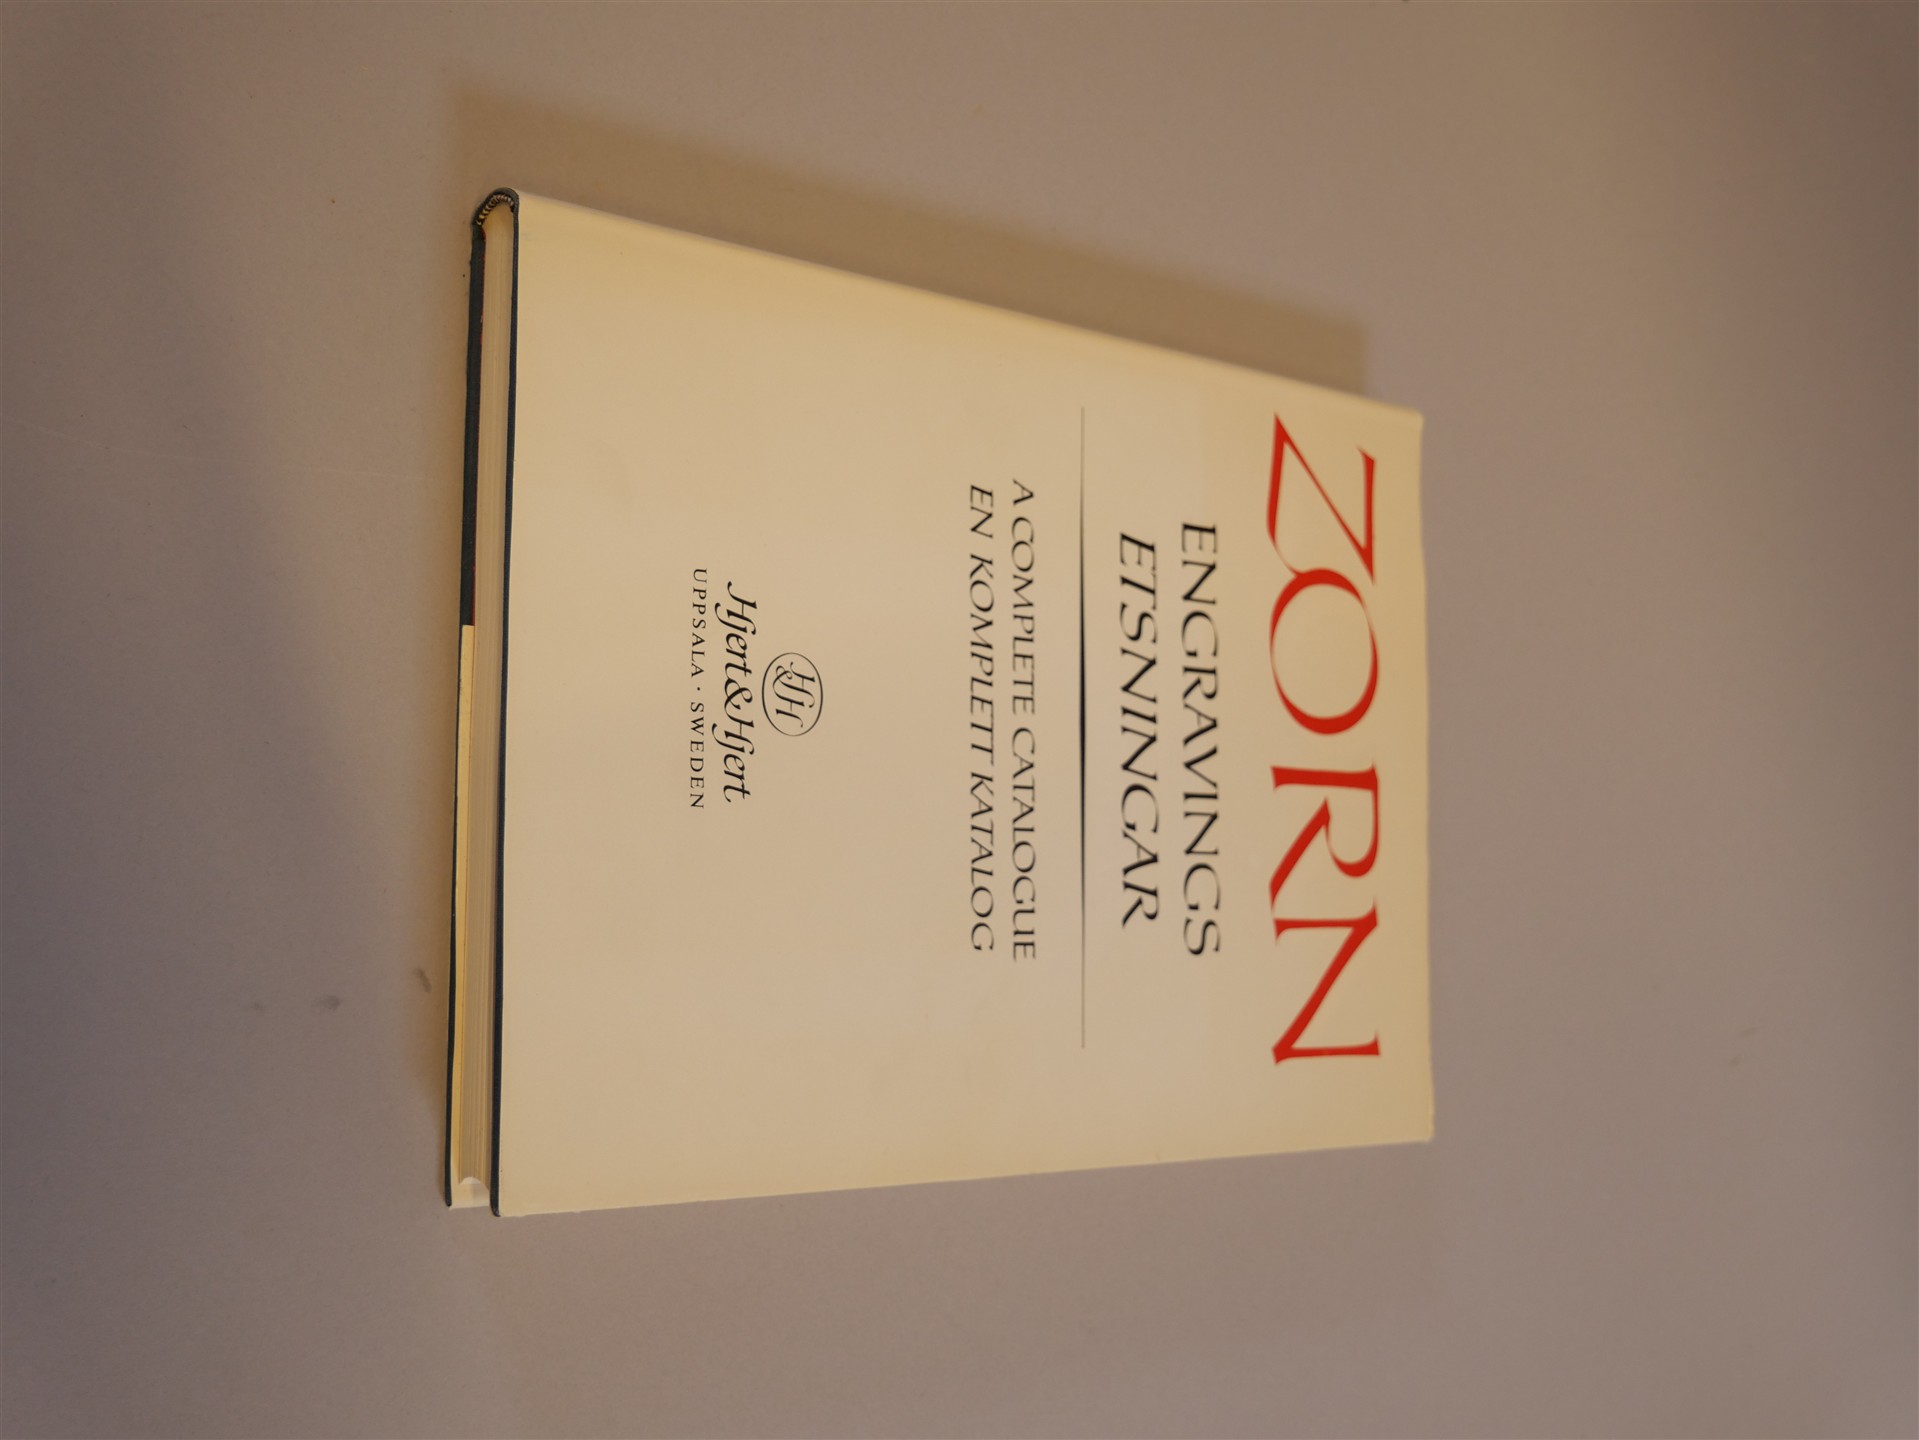 ZORN
ENGRAVINGS
ETSNINGAR
A COMPLETE CATALOGUE
EN KOMPLETT KATALOG
HH
Hjert&Hjert
UPPSALA · SWEDEN